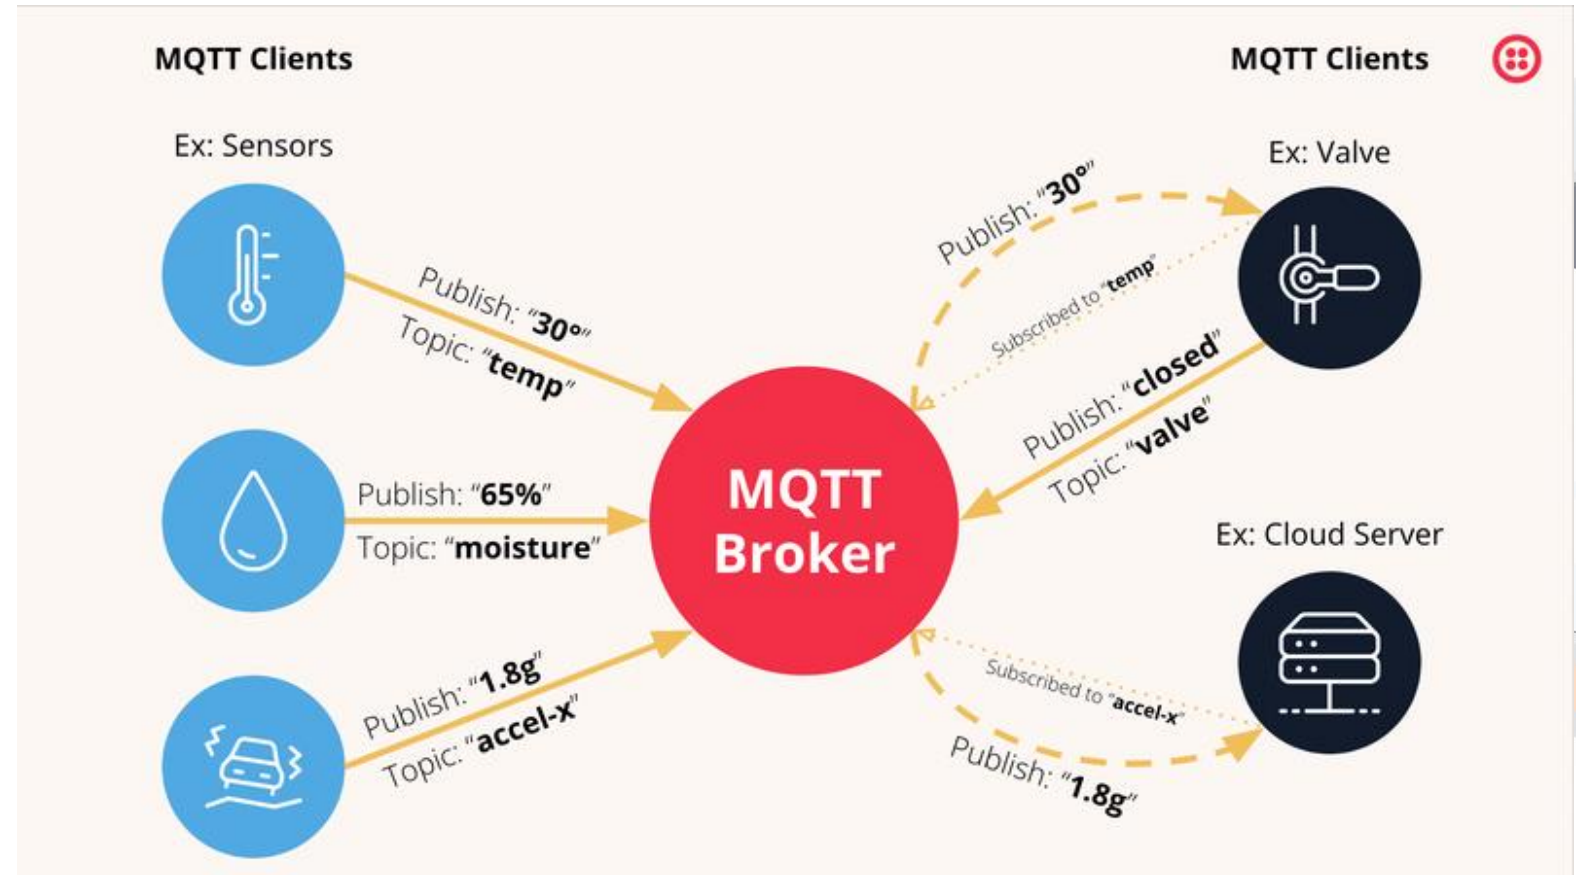 MQTT Clients
Ex: Sensors
Publish: “30°”
Topic: “temp”
Publish: “65%”
Topic: “moisture”
Publish: “1.8g”
Topic: “accel-x”
MQTT
Broker
MQTT Clients
Ex: Valve
Publish: “30°”
Subscribed to “temp”
Publish: “closed”
Topic: “valve”
Ex: Cloud Server
Subscribed to “accel-x”
Publish: “1.8g”